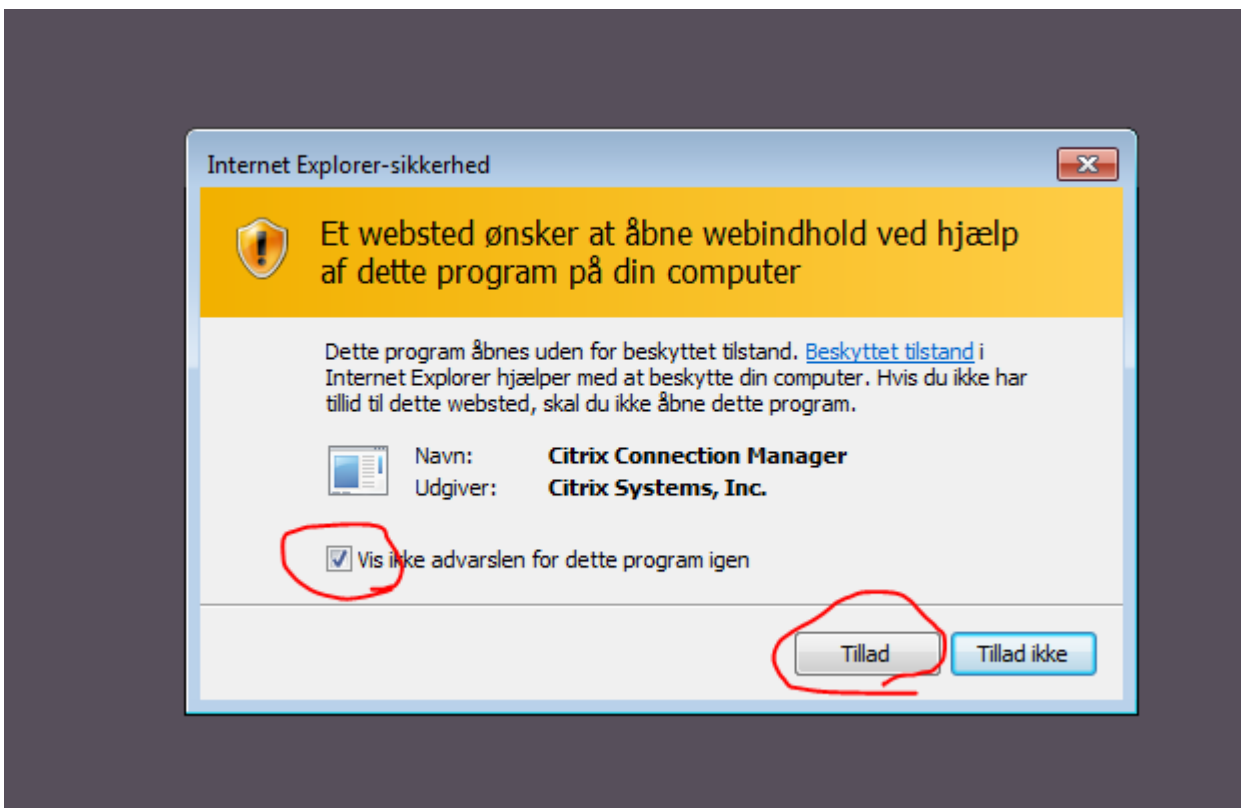 Internet Explorer-sikkerhed
Et websted ønsker at åbne webindhold ved hjælp
af dette program på din computer
Dette program åbnes uden for beskyttet tilstand. Beskyttet tilstand i
Internet Explorer hjælper med at beskytte din computer. Hvis du ikke har
tillid til dette websted, skal du ikke åbne dette program.
Navn: Citrix Connection Manager
Udgiver: Citrix Systems, Inc.
Vis ikke advarslen for dette program igen
Tillad Tillad ikke